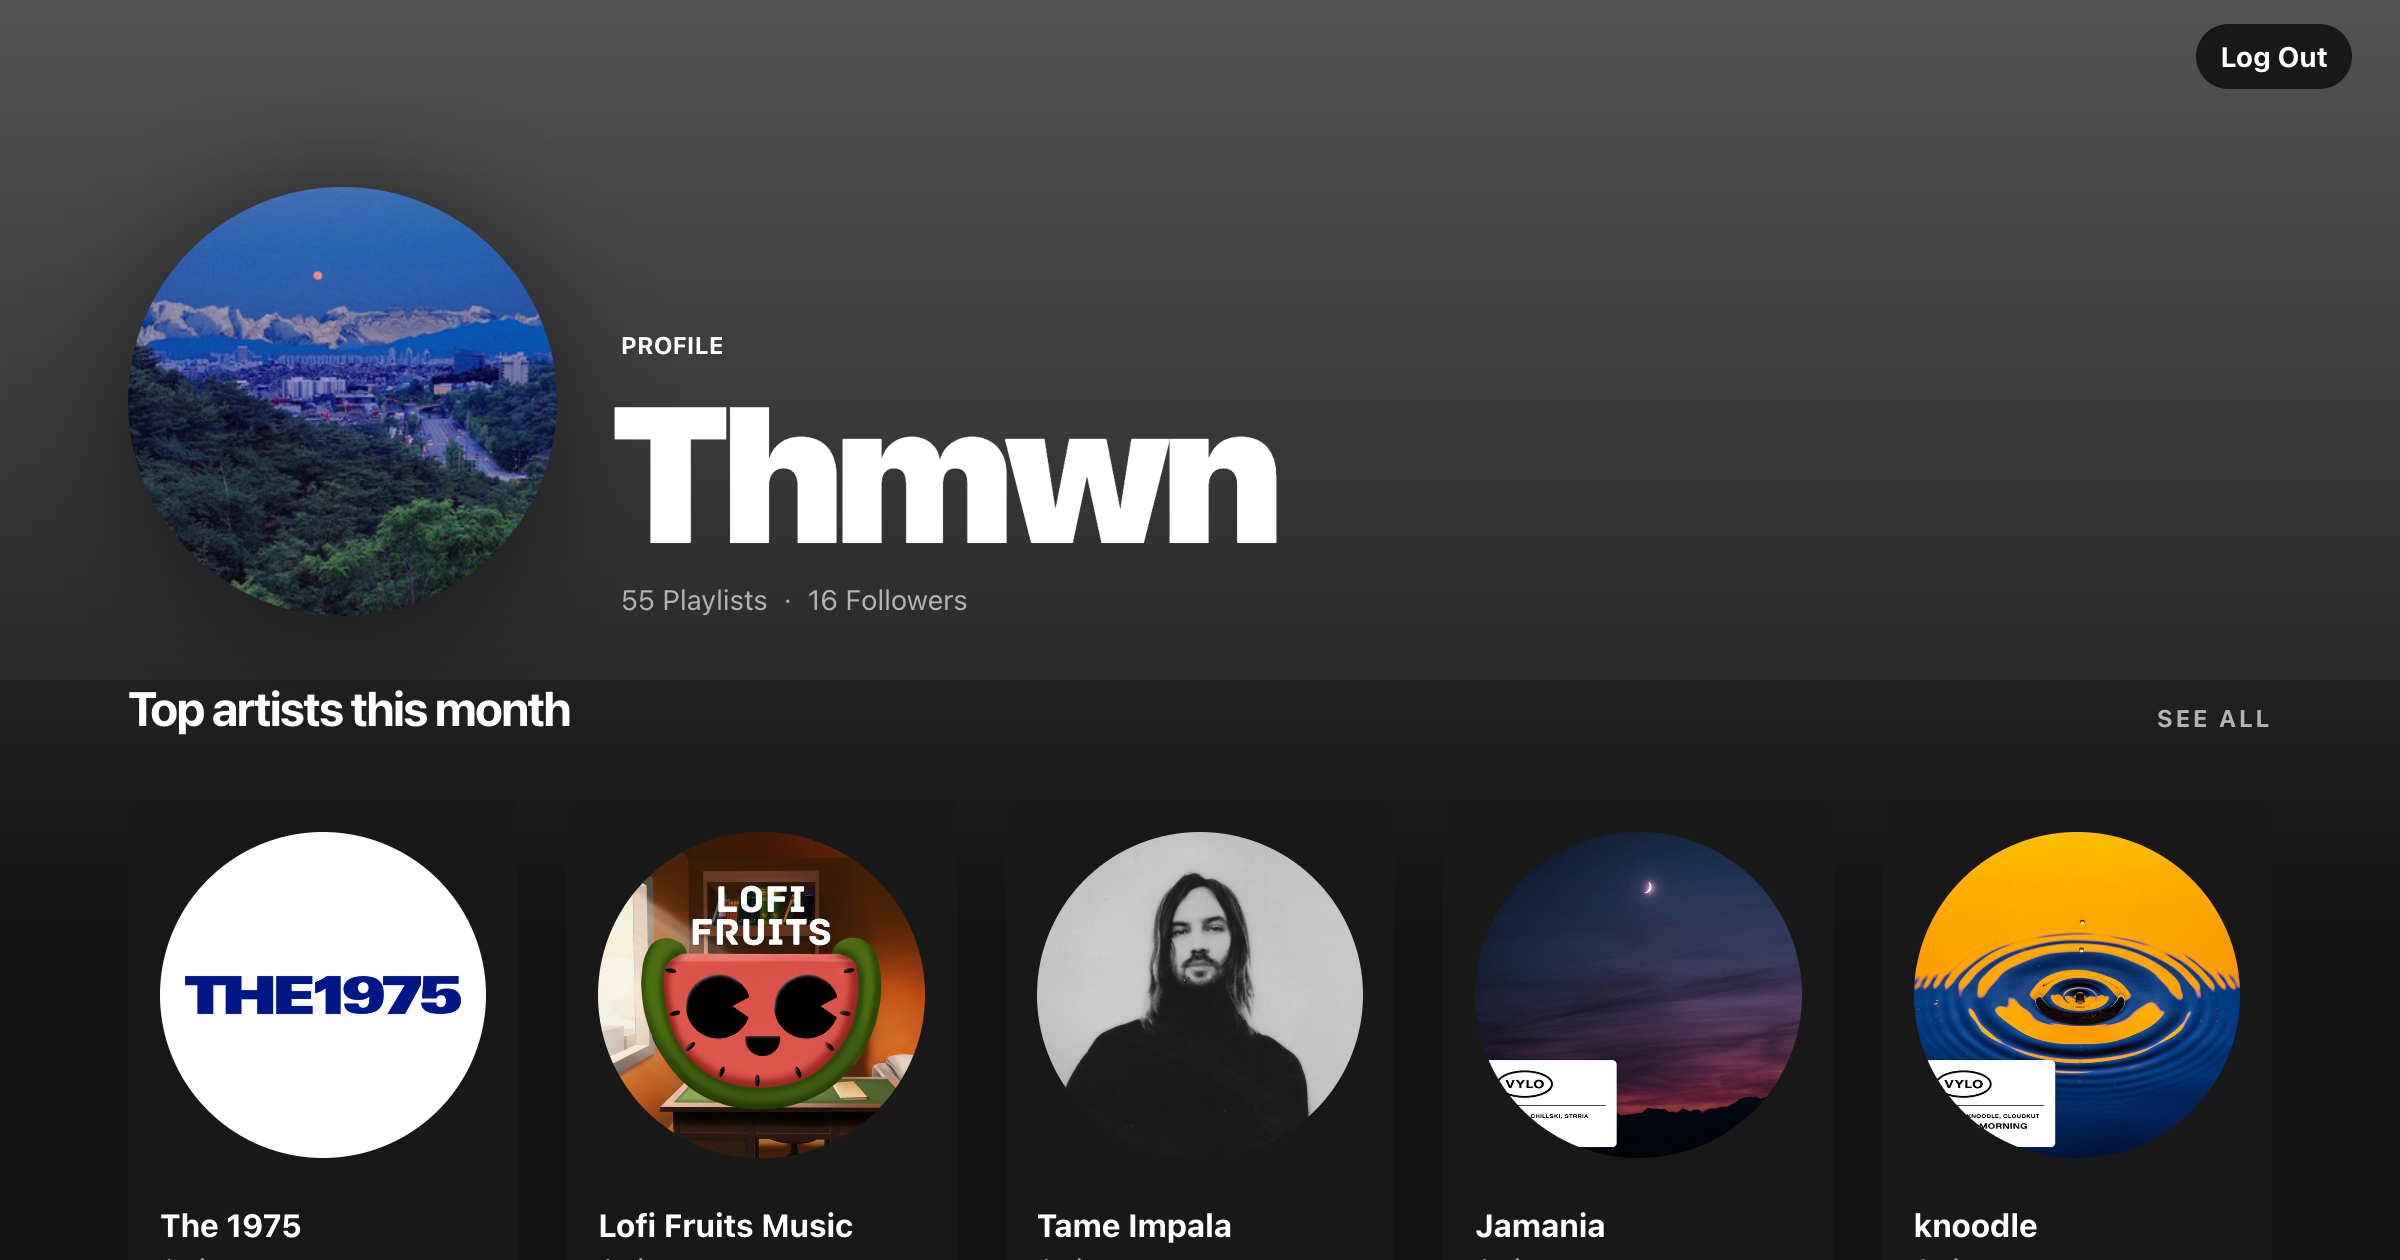 Log Out
PROFILE
Thmwn
55 Playlists · 16 Followers
Top artists this month
SEE ALL
THE1975
LOFI
FRUITS
VYLO
CHILLSKI, STRRIA
VYLO
KNOODLE, CLOUDKUT
MORNING
The 1975
Lofi Fruits Music
Tame Impala
Jamania
knoodle